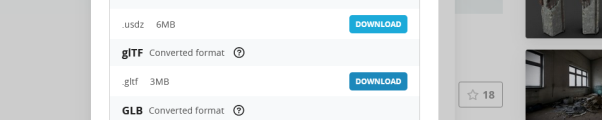 .usdz 6MB DOWNLOAD
glTF Converted format ?
.gltf 3MB DOWNLOAD
18
GLB Converted format ?